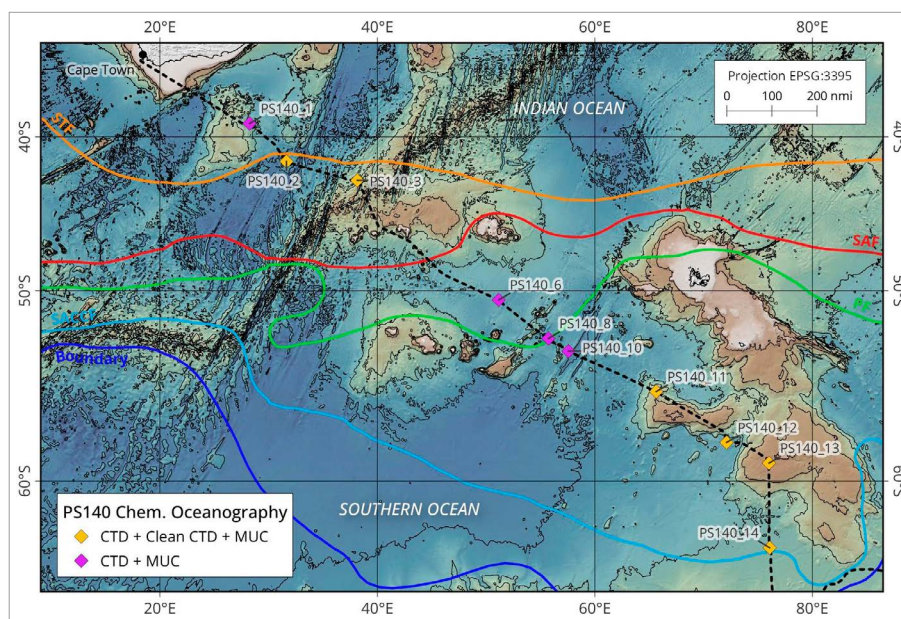 20°E 40°E 60°E 80°E
Cape Town
Projection EPSG:3395
0 100 200 nmi
PS140_1
INDIAN OCEAN
STF
40°S 40°S
PS140_2
PS140_3
SAF
50°S 50°S
PS140_6
PF
SACCF
PS140_8
Boundary
PS140_10
PS140_11
PS140_12
PS140_13
60°S 60°S
SOUTHERN OCEAN
PS140_14
PS140 Chem. Oceanography
CTD + Clean CTD + MUC
CTD + MUC
20°E 40°E 60°E 80°E